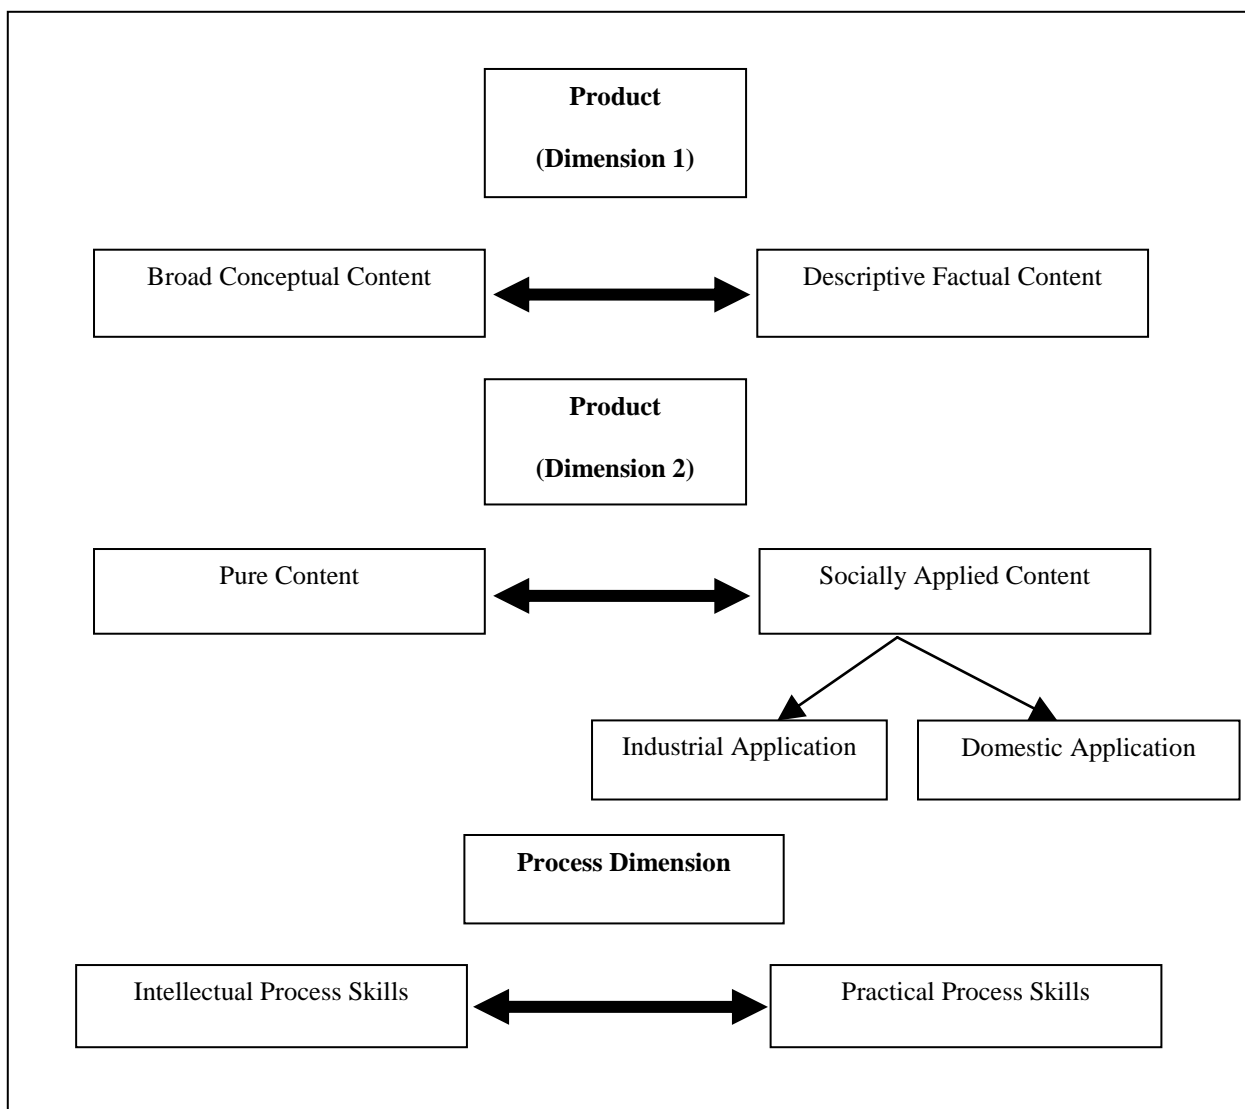 Product
(Dimension 1)
Broad Conceptual Content
Descriptive Factual Content
Product
(Dimension 2)
Pure Content
Socially Applied Content
Industrial Application
Domestic Application
Process Dimension
Intellectual Process Skills
Practical Process Skills